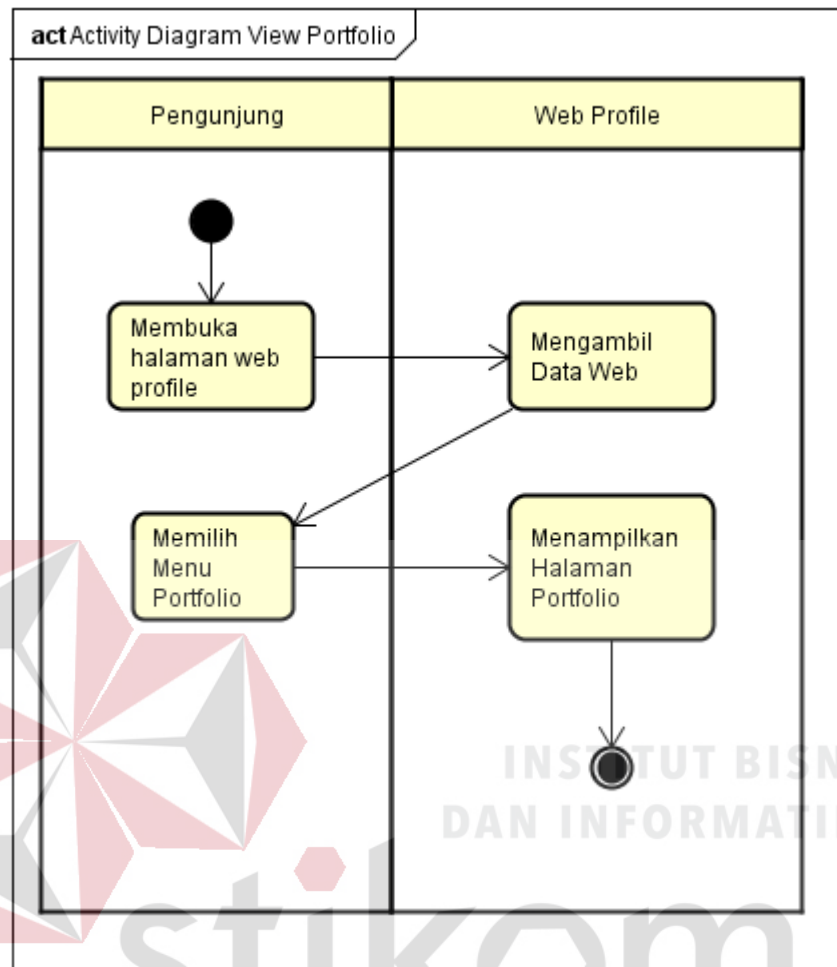 act Activity Diagram View Portfolio
Pengunjung
Web Profile
Membuka
halaman web
profile
Mengambil
Data Web
Memilih
Menu
Portfolio
Menampilkan
Halaman
Portfolio
INSTITUT BISN
DAN INFORMATI
stikom